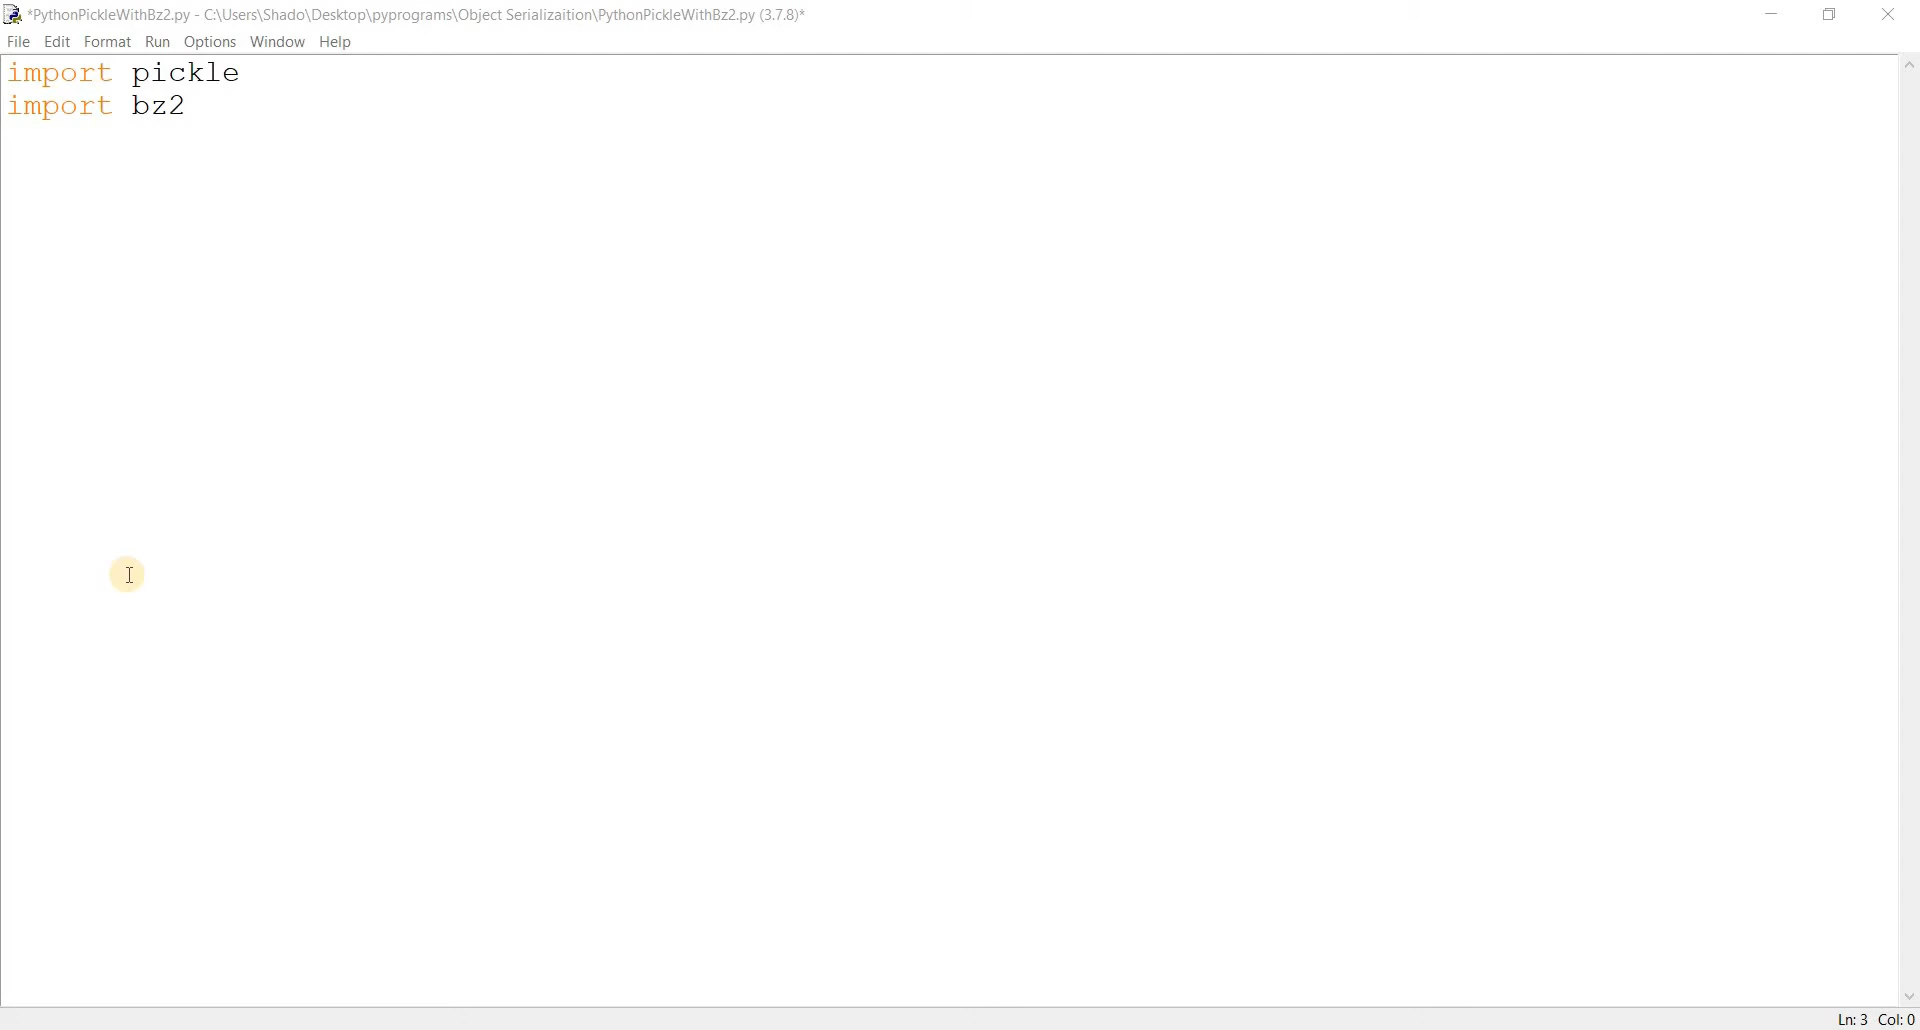 *PythonPickleWithBz2.py - C:\Users\Shado\Desktop\pyprograms\Object Serializaition\PythonPickleWithBz2.py (3.7.8)*
File Edit Format Run Options Window Help
import pickle
import bz2
Ln: 3 Col: 0